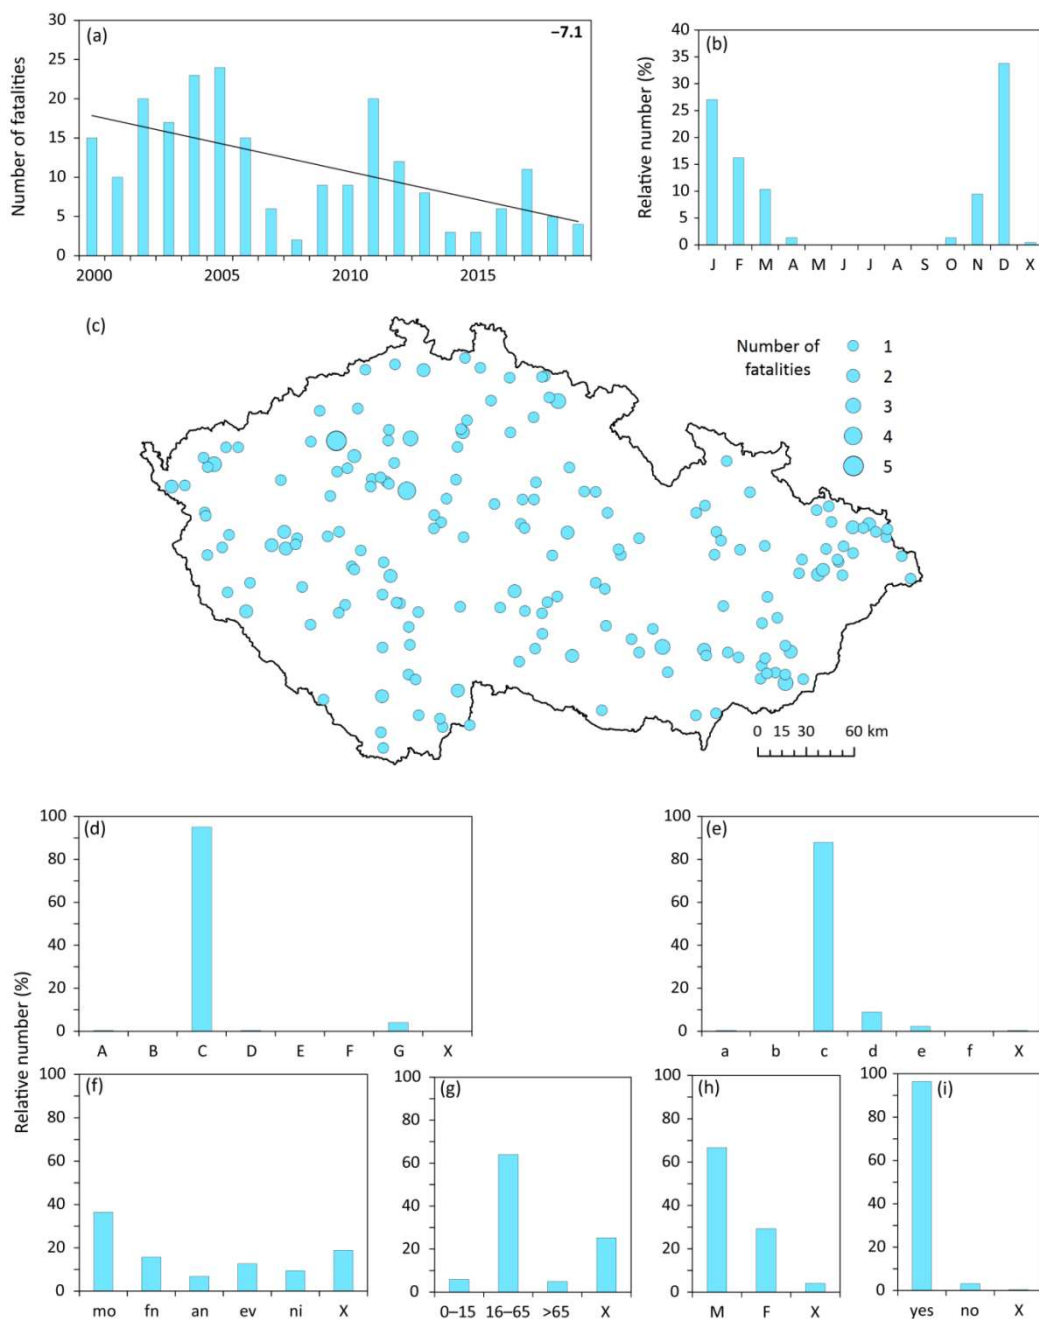 (a)
−7.1
Number of fatalities
30
25
20
15
10
5
0
2000 2005 2010 2015
(b)
Relative number (%)
40
35
30
25
20
15
10
5
0
J F M A M J J A S O N D X
(c)
Number of
fatalities
1
2
3
4
5
0 15 30 60 km
Relative number (%)
(d)
100
80
60
40
20
0
A B C D E F G X
(e)
100
80
60
40
20
0
a b c d e f X
(f)
100
80
60
40
20
0
mo fn an ev ni X
(g)
100
80
60
40
20
0
0–15 16–65 >65 X
(h)
100
80
60
40
20
0
M F X
(i)
100
80
60
40
20
0
yes no X